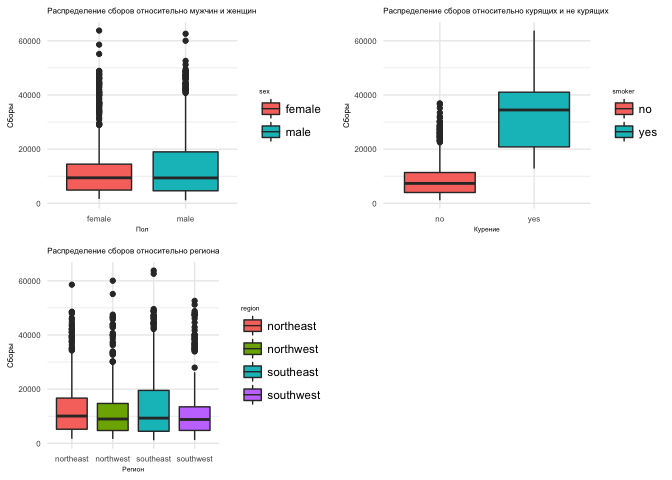 Распределение сборов относительно мужчин и женщин
60000
40000
20000
0
Сборы
female
male
Пол
sex
female
male
Распределение сборов относительно курящих и не курящих
60000
40000
20000
0
Сборы
no
yes
Курение
smoker
no
yes
Распределение сборов относительно региона
60000
40000
20000
0
Сборы
northeast northwest southeast southwest
Регион
region
northeast
northwest
southeast
southwest